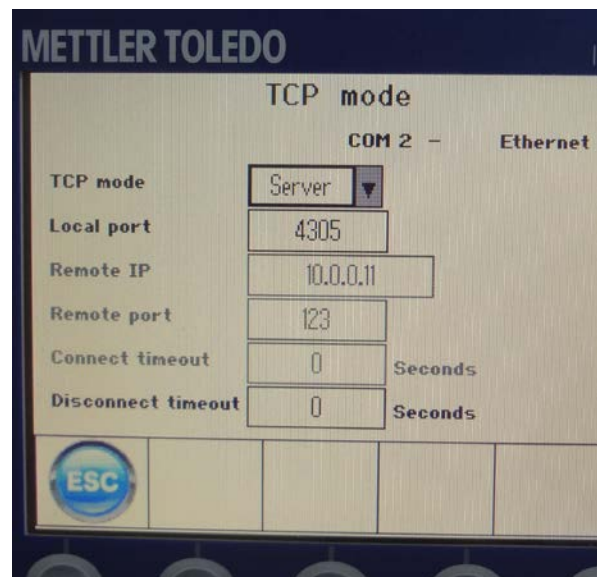 METTLER TOLEDO
TCP mode
COM 2 - Ethernet
TCP mode Server
Local port 4305
Remote IP 10.0.0.11
Remote port 123
Connect timeout 0 Seconds
Disconnect timeout 0 Seconds
ESC